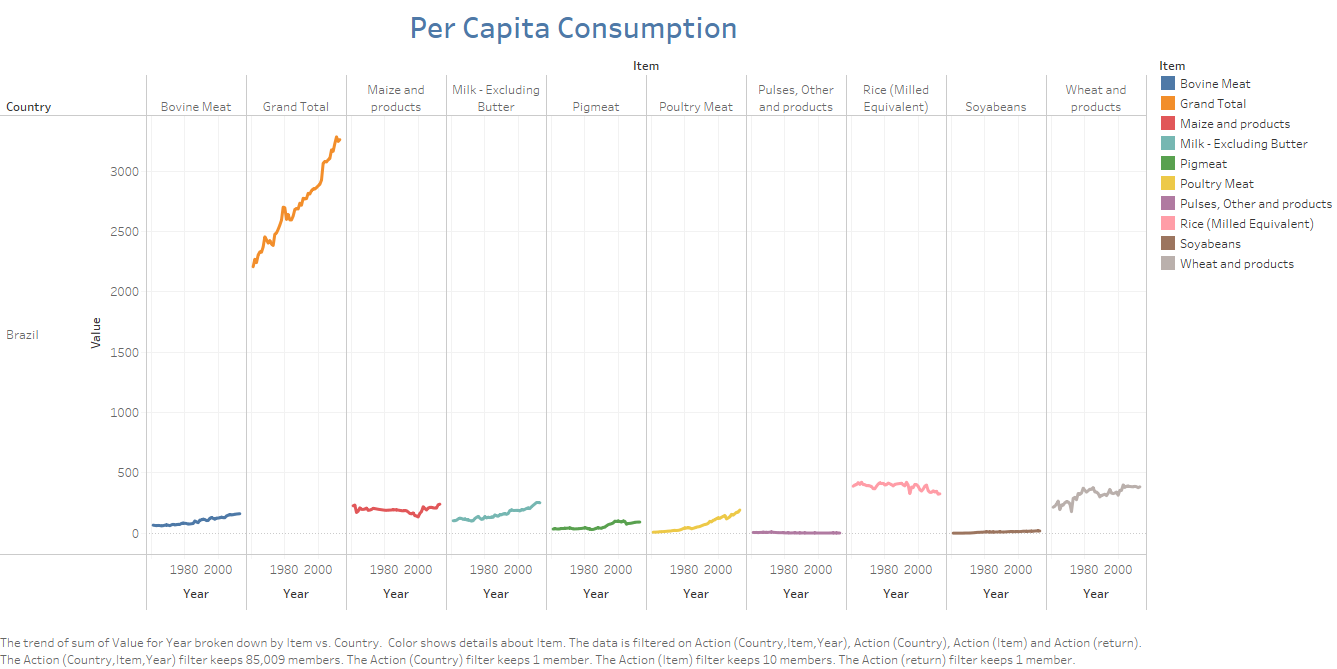 Per Capita Consumption
Item
Country
Bovine Meat
Grand Total
Maize and
products
Milk - Excluding
Butter
Pigmeat
Poultry Meat
Pulses, Other
and products
Rice (Milled
Equivalent)
Soyabeans
Wheat and
products
Brazil
Value
3000
2500
2000
1500
1000
500
0
1980 2000
1980 2000
1980 2000
1980 2000
1980 2000
1980 2000
1980 2000
1980 2000
1980 2000
1980 2000
Year
Year
Year
Year
Year
Year
Year
Year
Year
Year
Item
Bovine Meat
Grand Total
Maize and products
Milk - Excluding Butter
Pigmeat
Poultry Meat
Pulses, Other and products
Rice (Milled Equivalent)
Soyabeans
Wheat and products
The trend of sum of Value for Year broken down by Item vs. Country. Color shows details about Item. The data is filtered on Action (Country,Item,Year), Action (Country), Action (Item) and Action (return).
The Action (Country,Item,Year) filter keeps 85,009 members. The Action (Country) filter keeps 1 member. The Action (Item) filter keeps 10 members. The Action (return) filter keeps 1 member.